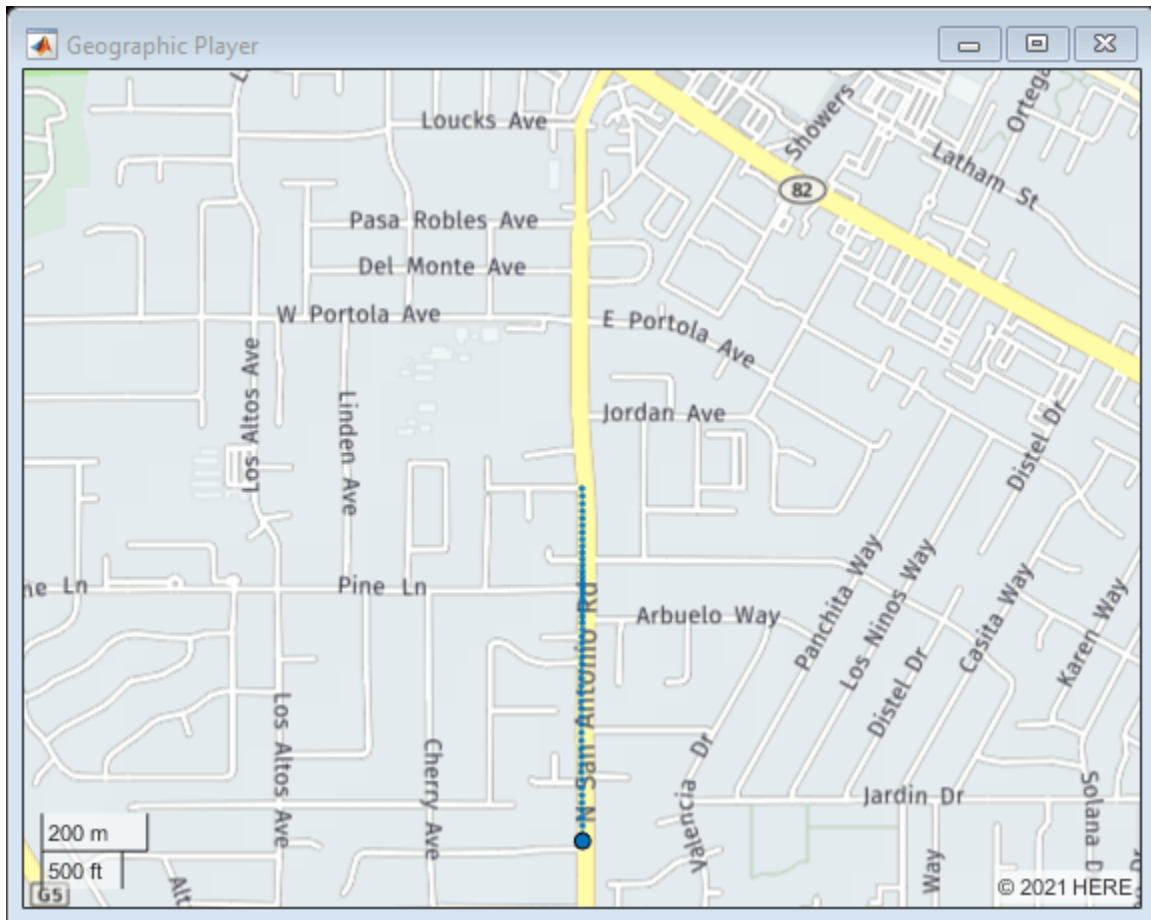 Geographic Player
Loucks Ave
Showers
Ortega
Latham St
82
Pasa Robles Ave
Del Monte Ave
W Portola Ave
E Portola Ave
Los Altos Ave
Linden Ave
Jordan Ave
Distel Dr
ne Ln
Pine Ln
N San Antonio Rd
Arbuelo Way
Panchita Way
Los Ninos Way
Distel Dr
Casita Way
Karen Way
Los Altos Ave
Cherry Ave
Valencia Dr
Jardin Dr
Solana D
200 m
500 ft
G5
Alt
Way
© 2021 HERE